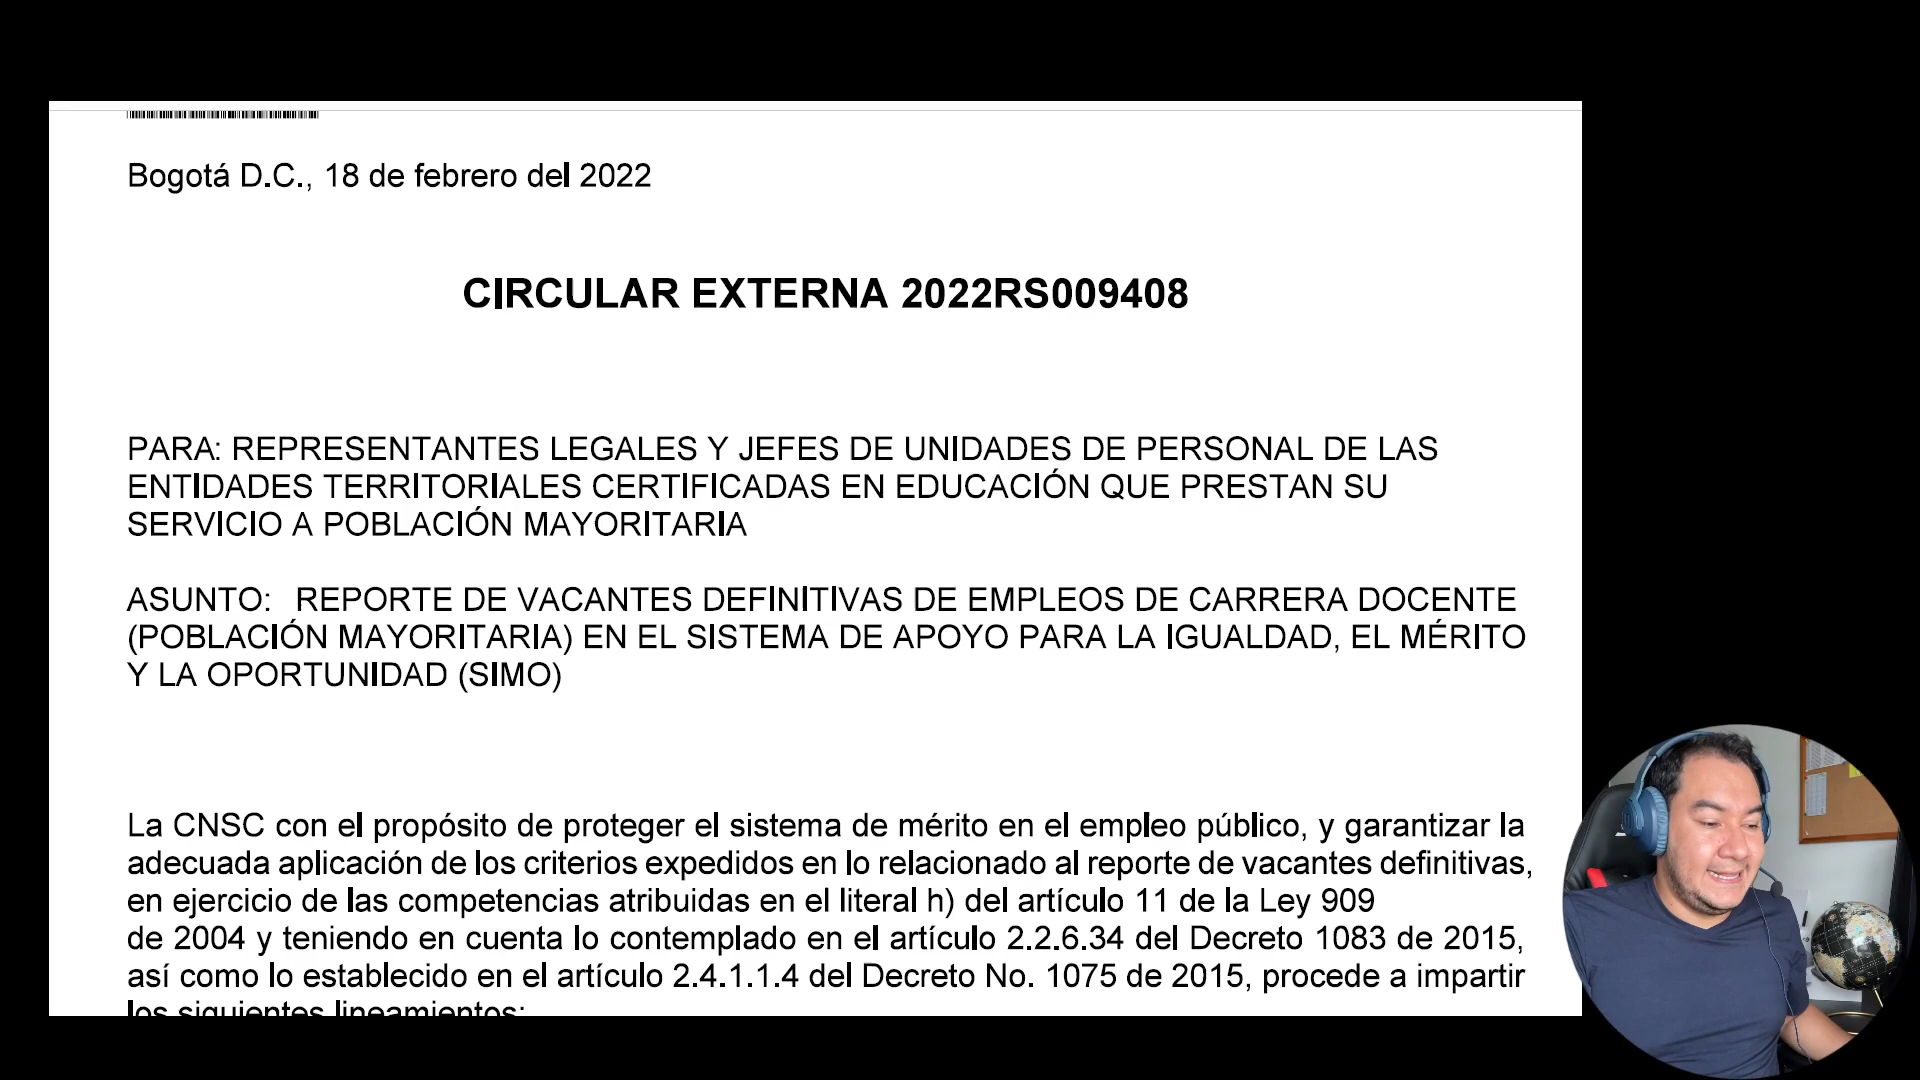 Bogotá D.C., 18 de febrero del 2022
CIRCULAR EXTERNA 2022RS009408
PARA: REPRESENTANTES LEGALES Y JEFES DE UNIDADES DE PERSONAL DE LAS
ENTIDADES TERRITORIALES CERTIFICADAS EN EDUCACIÓN QUE PRESTAN SU
SERVICIO A POBLACIÓN MAYORITARIA
ASUNTO: REPORTE DE VACANTES DEFINITIVAS DE EMPLEOS DE CARRERA DOCENTE
(POBLACIÓN MAYORITARIA) EN EL SISTEMA DE APOYO PARA LA IGUALDAD, EL MÉRITO
Y LA OPORTUNIDAD (SIMO)
La CNSC con el propósito de proteger el sistema de mérito en el empleo público, y garantizar la
adecuada aplicación de los criterios expedidos en lo relacionado al reporte de vacantes definitivas,
en ejercicio de las competencias atribuidas en el literal h) del artículo 11 de la Ley 909
de 2004 y teniendo en cuenta lo contemplado en el artículo 2.2.6.34 del Decreto 1083 de 2015,
así como lo establecido en el artículo 2.4.1.1.4 del Decreto No. 1075 de 2015, procede a impartir
los siguientes lineamientos: